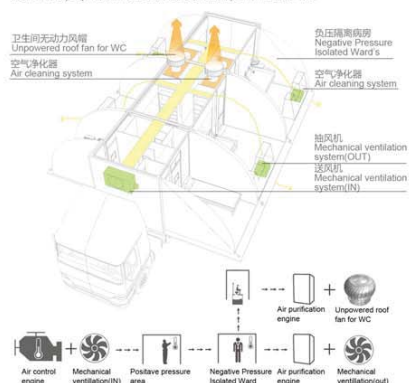 卫生间无动力风帽
Unpowered roof fan for WC
空气净化器
Air cleaning system
负压隔离病房
Negative Pressure
Isolated Ward's
空气净化器
Air cleaning system
抽风机
Mechanical ventilation
system(OUT)
送风机
Mechanical ventilation
system(IN)
Air purification
engine
Unpowered roof
fan for WC
Air control
engine
Mechanical
ventillation(IN)
Positave pressure
area
Negative Pressure
Isolated Ward
Air purification
engine
Mechanical
ventillation(out)